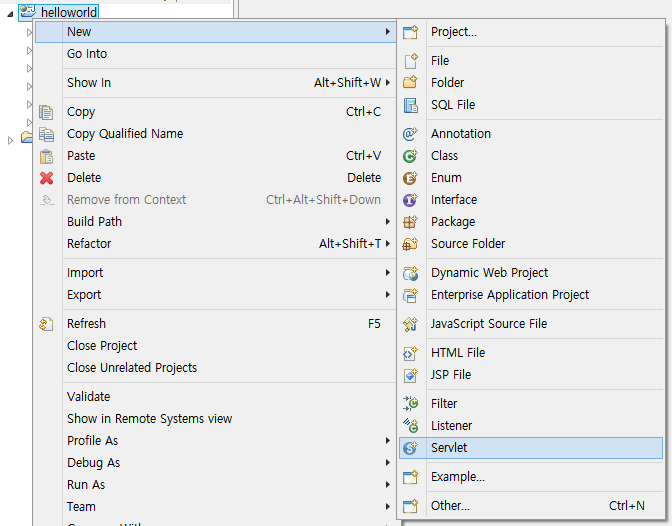 helloworld
New
Go Into
Show In Alt+Shift+W
Copy Ctrl+C
Copy Qualified Name
Paste Ctrl+V
Delete Delete
Remove from Context Ctrl+Alt+Shift+Down
Build Path
Refactor Alt+Shift+T
Import
Export
Refresh F5
Close Project
Close Unrelated Projects
Validate
Show in Remote Systems view
Profile As
Debug As
Run As
Team
Project...
File
Folder
SQL File
Annotation
Class
Enum
Interface
Package
Source Folder
Dynamic Web Project
Enterprise Application Project
JavaScript Source File
HTML File
JSP File
Filter
Listener
Servlet
Example...
Other... Ctrl+N